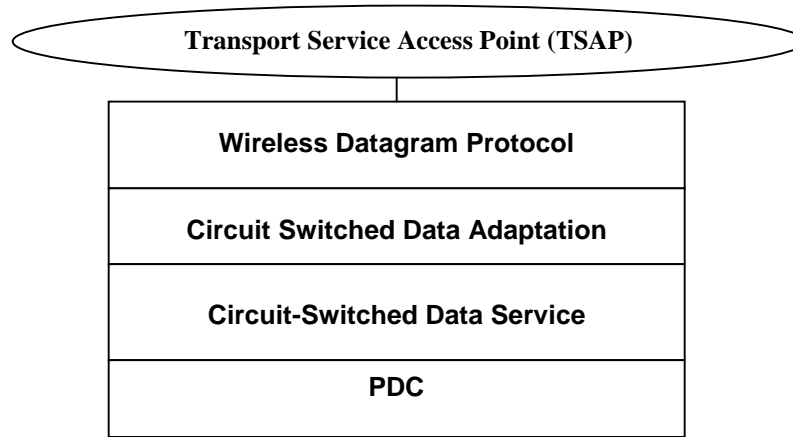 Transport Service Access Point (TSAP)
Wireless Datagram Protocol
Circuit Switched Data Adaptation
Circuit-Switched Data Service
PDC